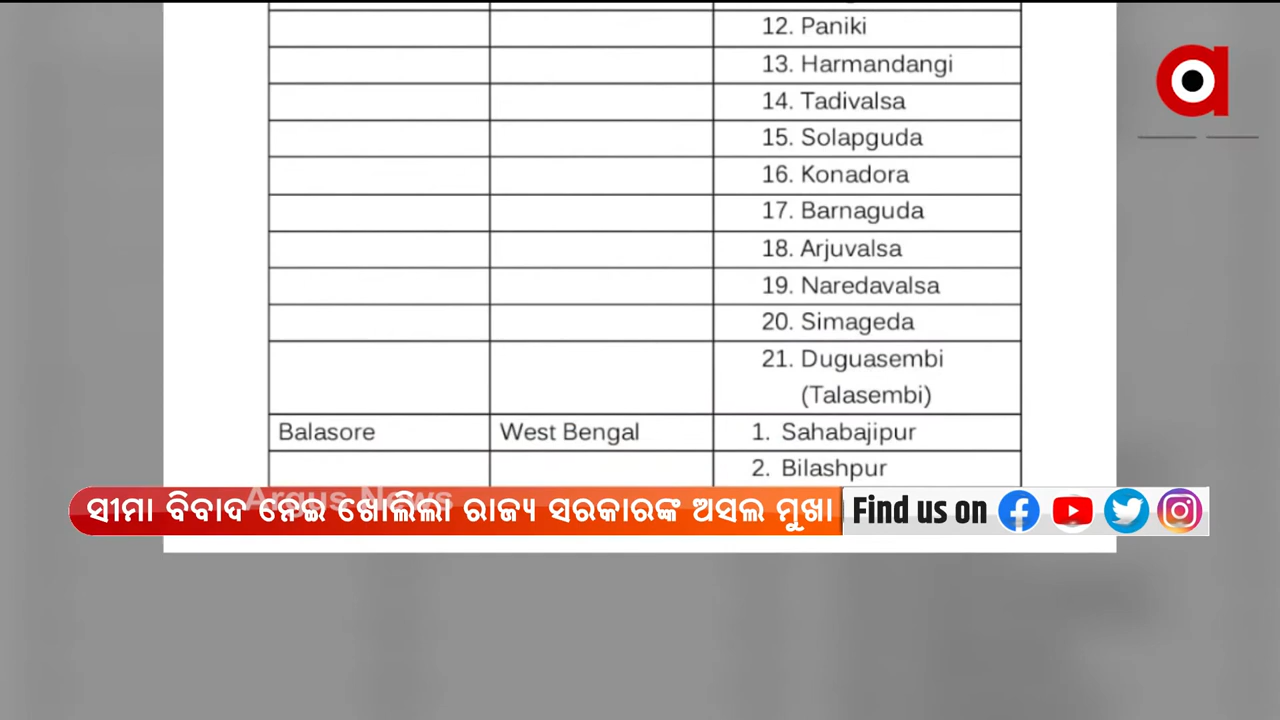 12. Paniki
13. Harmandangi
14. Tadivalsa
15. Solapguda
16. Konadora
17. Barnaguda
18. Arjuvalsa
19. Naredavalsa
20. Simageda
21. Duguasembi
(Talasembi)
Balasore West Bengal 1. Sahabajipur
2. Bilashpur
Argus News
ସୀମା ବିବାଦ ନେଇ ଖୋଲିଲା ରାଜ୍ୟ ସରକାରଙ୍କ ଅସଲ ମୁଖା Find us on